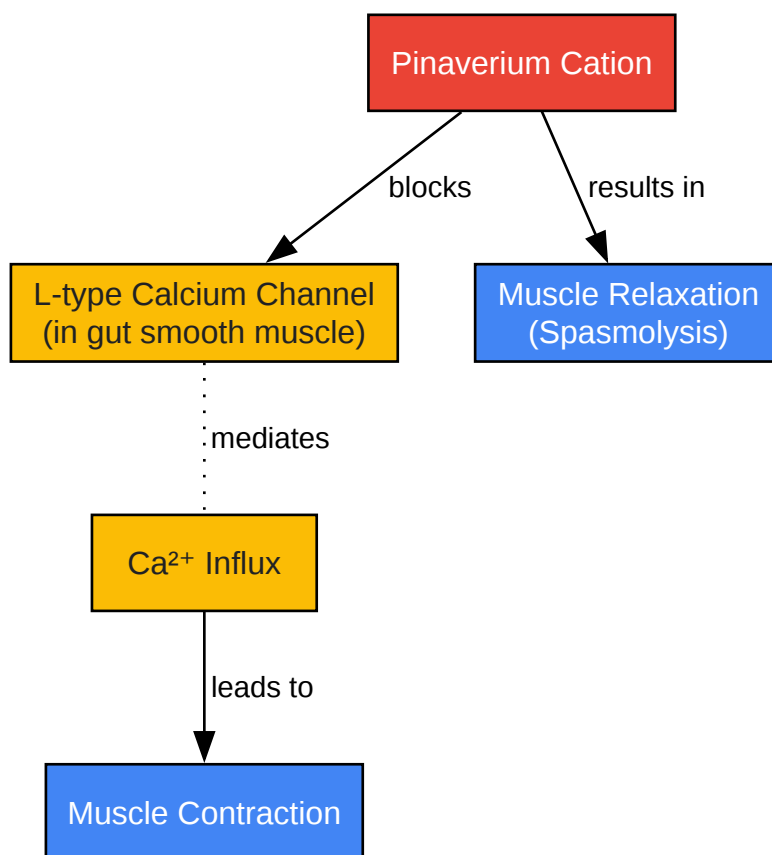 Pinaverium Cation
blocks
results in
L-type Calcium Channel
(in gut smooth muscle)
Muscle Relaxation
(Spasmolysis)
mediates
Ca²⁺ Influx
leads to
Muscle Contraction